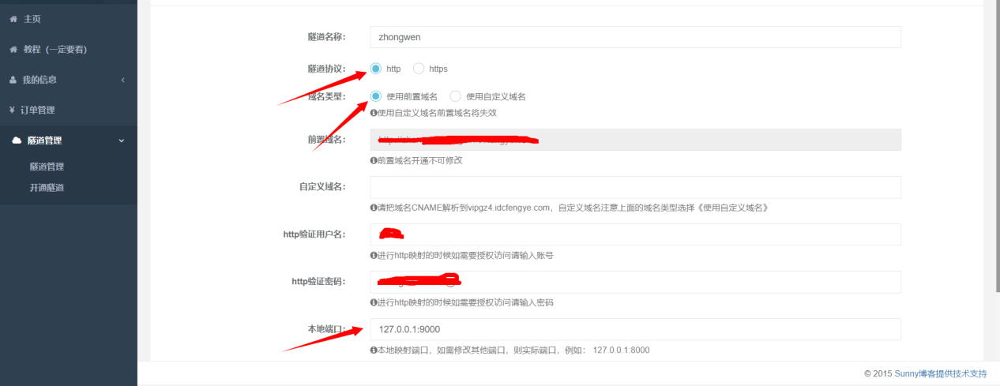 主页
教程（一定要看)
我的信息
¥ 订单管理
隧道管理
隧道管理
开通隧道
隧道名称： zhongwen
隧道协议： http https
域名类型： 使用前置域名 使用自定义域名
使用自定义域名前置域名将失效
前置域名：
前置域名开通不可修改
自定义域名：
请把域名CNAME解析到vipgz4.idcfengye.com，自定义域名注意上面的域名类型选择《使用自定义域名》
http验证用户名：
进行http映射的时候如需要授权访问请输入账号
http验证密码：
进行http映射的时候如需要授权访问请输入密码
本地端口： 127.0.0.1:9000
本地映射端口，如需修改其他端口，则实际端口，例如： 127.0.0.1:8000
© 2015 Sunny博客提供技术支持